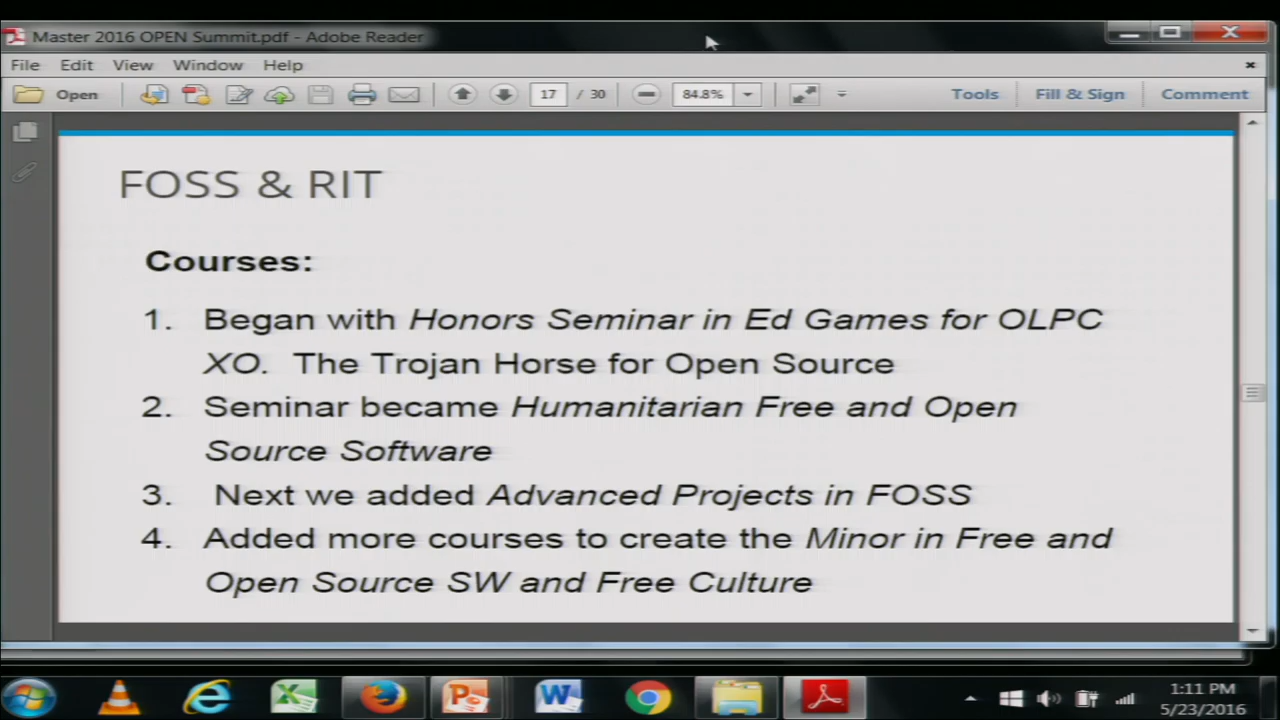 Master 2016 OPEN Summit.pdf - Adobe Reader
File Edit View Window Help
Open 17 / 30 84.8% Tools Fill & Sign Comment
FOSS & RIT
Courses:
1. Began with Honors Seminar in Ed Games for OLPC
XO. The Trojan Horse for Open Source
2. Seminar became Humanitarian Free and Open
Source Software
3. Next we added Advanced Projects in FOSS
4. Added more courses to create the Minor in Free and
Open Source SW and Free Culture
1:11 PM
5/23/2016